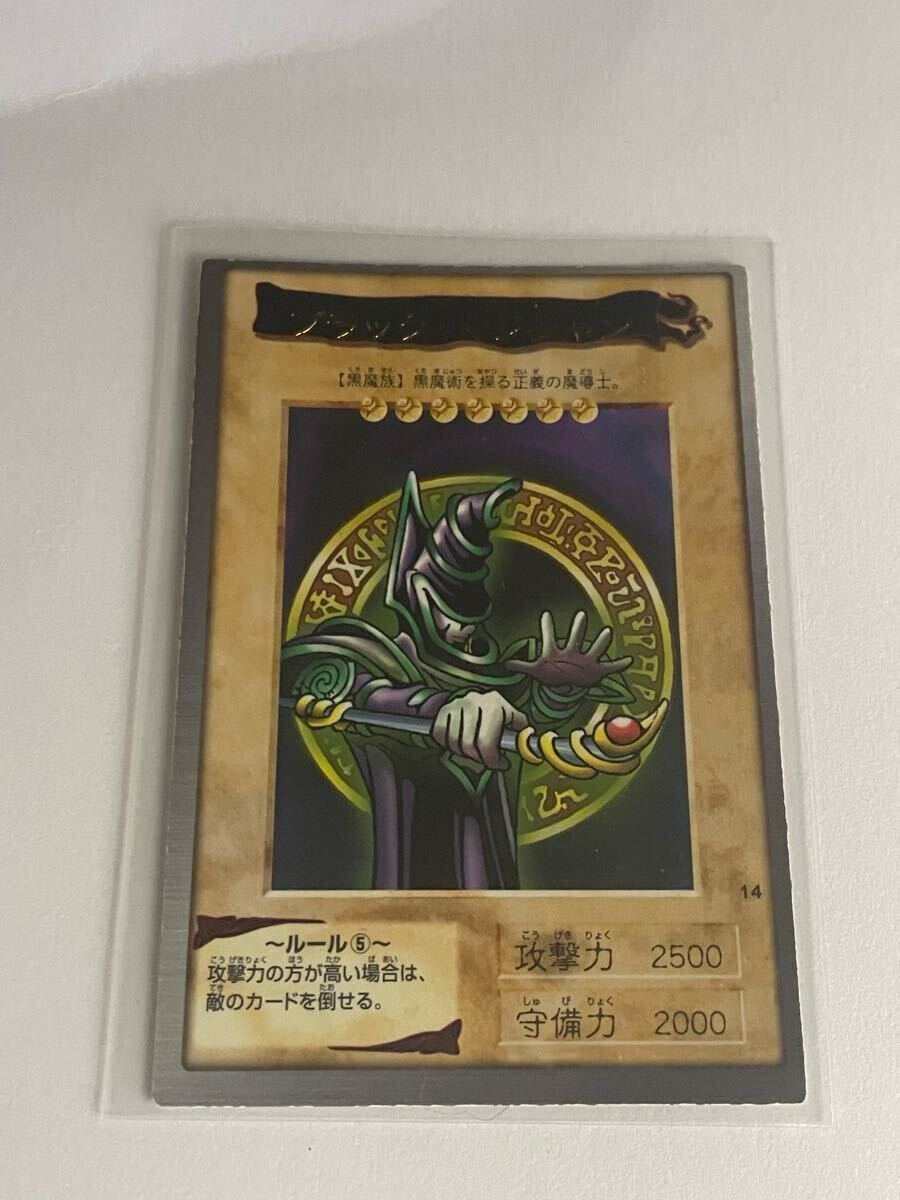 ブラック・マジシャン
【黒魔族】黒魔術を操る正義の魔導士。
14
～ルール⑤～
攻撃力の方が高い場合は、
敵のカードを倒せる。
攻撃力 2500
守備力 2000